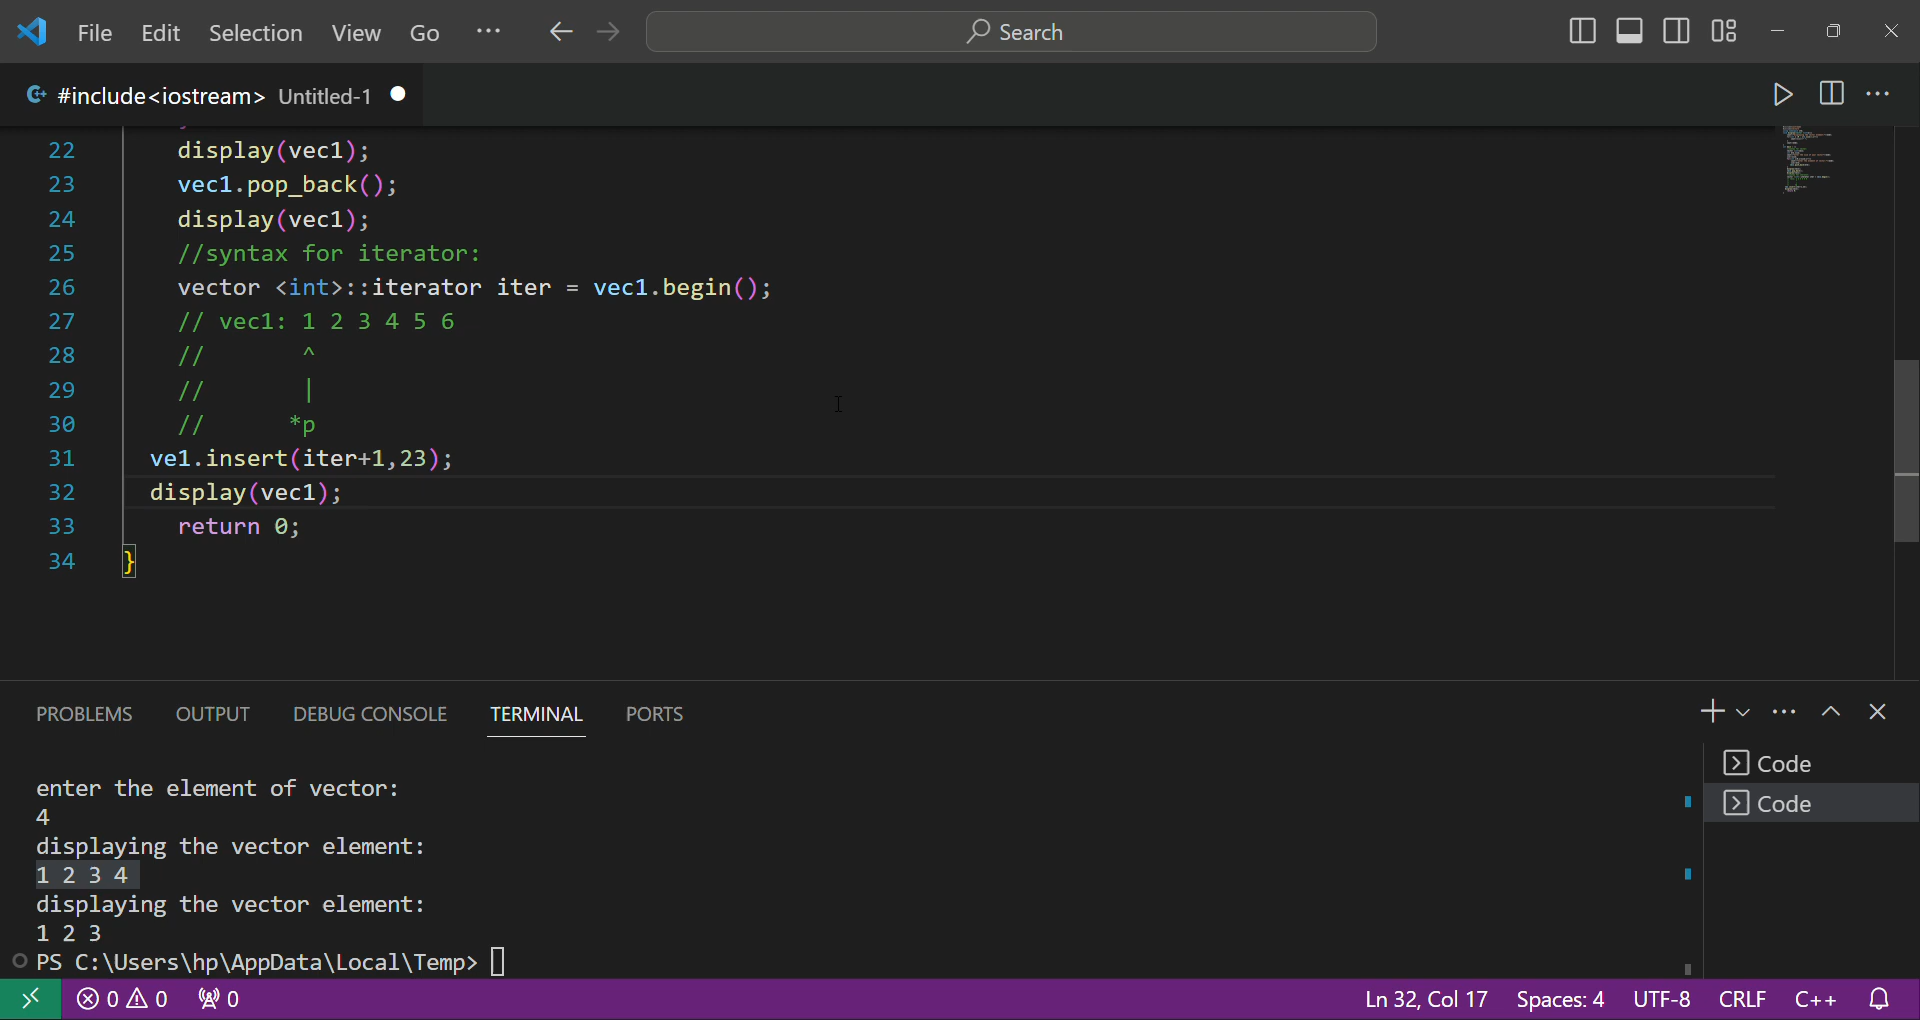 File Edit Selection View Go ··· Search
#include<iostream> Untitled-1
22 display(vec1);
23 vec1.pop_back();
24 display(vec1);
25 //syntax for iterator:
26 vector <int>::iterator iter = vec1.begin();
27 // vec1: 1 2 3 4 5 6
28 // ^
29 // |
30 // *p
31 ve1.insert(iter+1,23);
32 display(vec1);
33 return 0;
34 }
PROBLEMS OUTPUT DEBUG CONSOLE TERMINAL PORTS
enter the element of vector:
4
displaying the vector element:
1 2 3 4
displaying the vector element:
1 2 3
PS C:\Users\hp\AppData\Local\Temp>
Code
Code
0 0 0 Ln 32, Col 17 Spaces: 4 UTF-8 CRLF C++